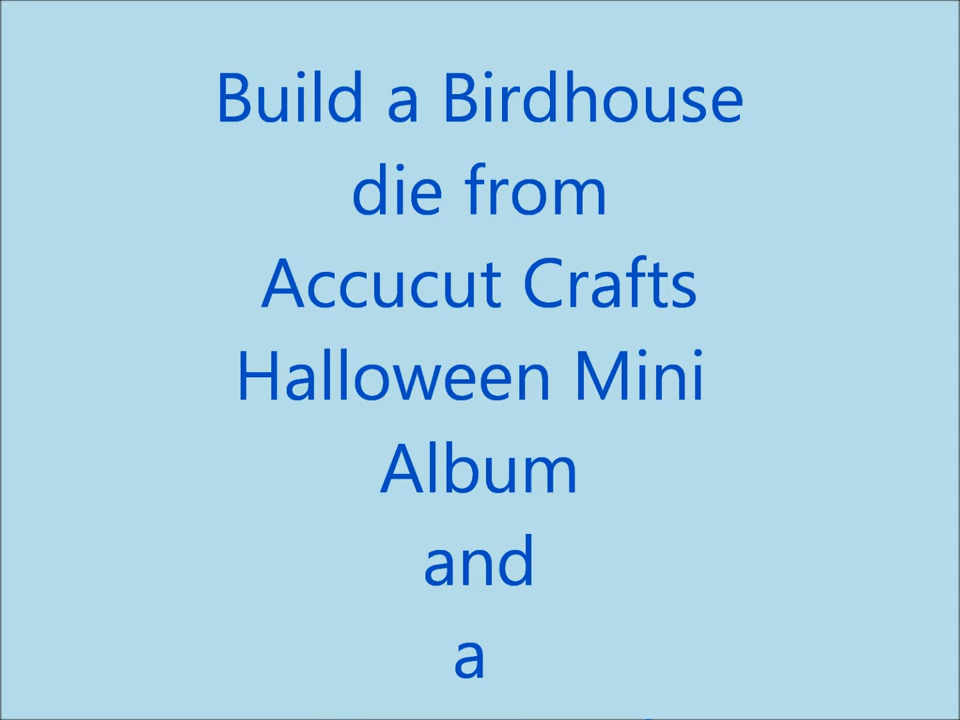 Build a Birdhouse
die from
Accucut Crafts
Halloween Mini
Album
and
a